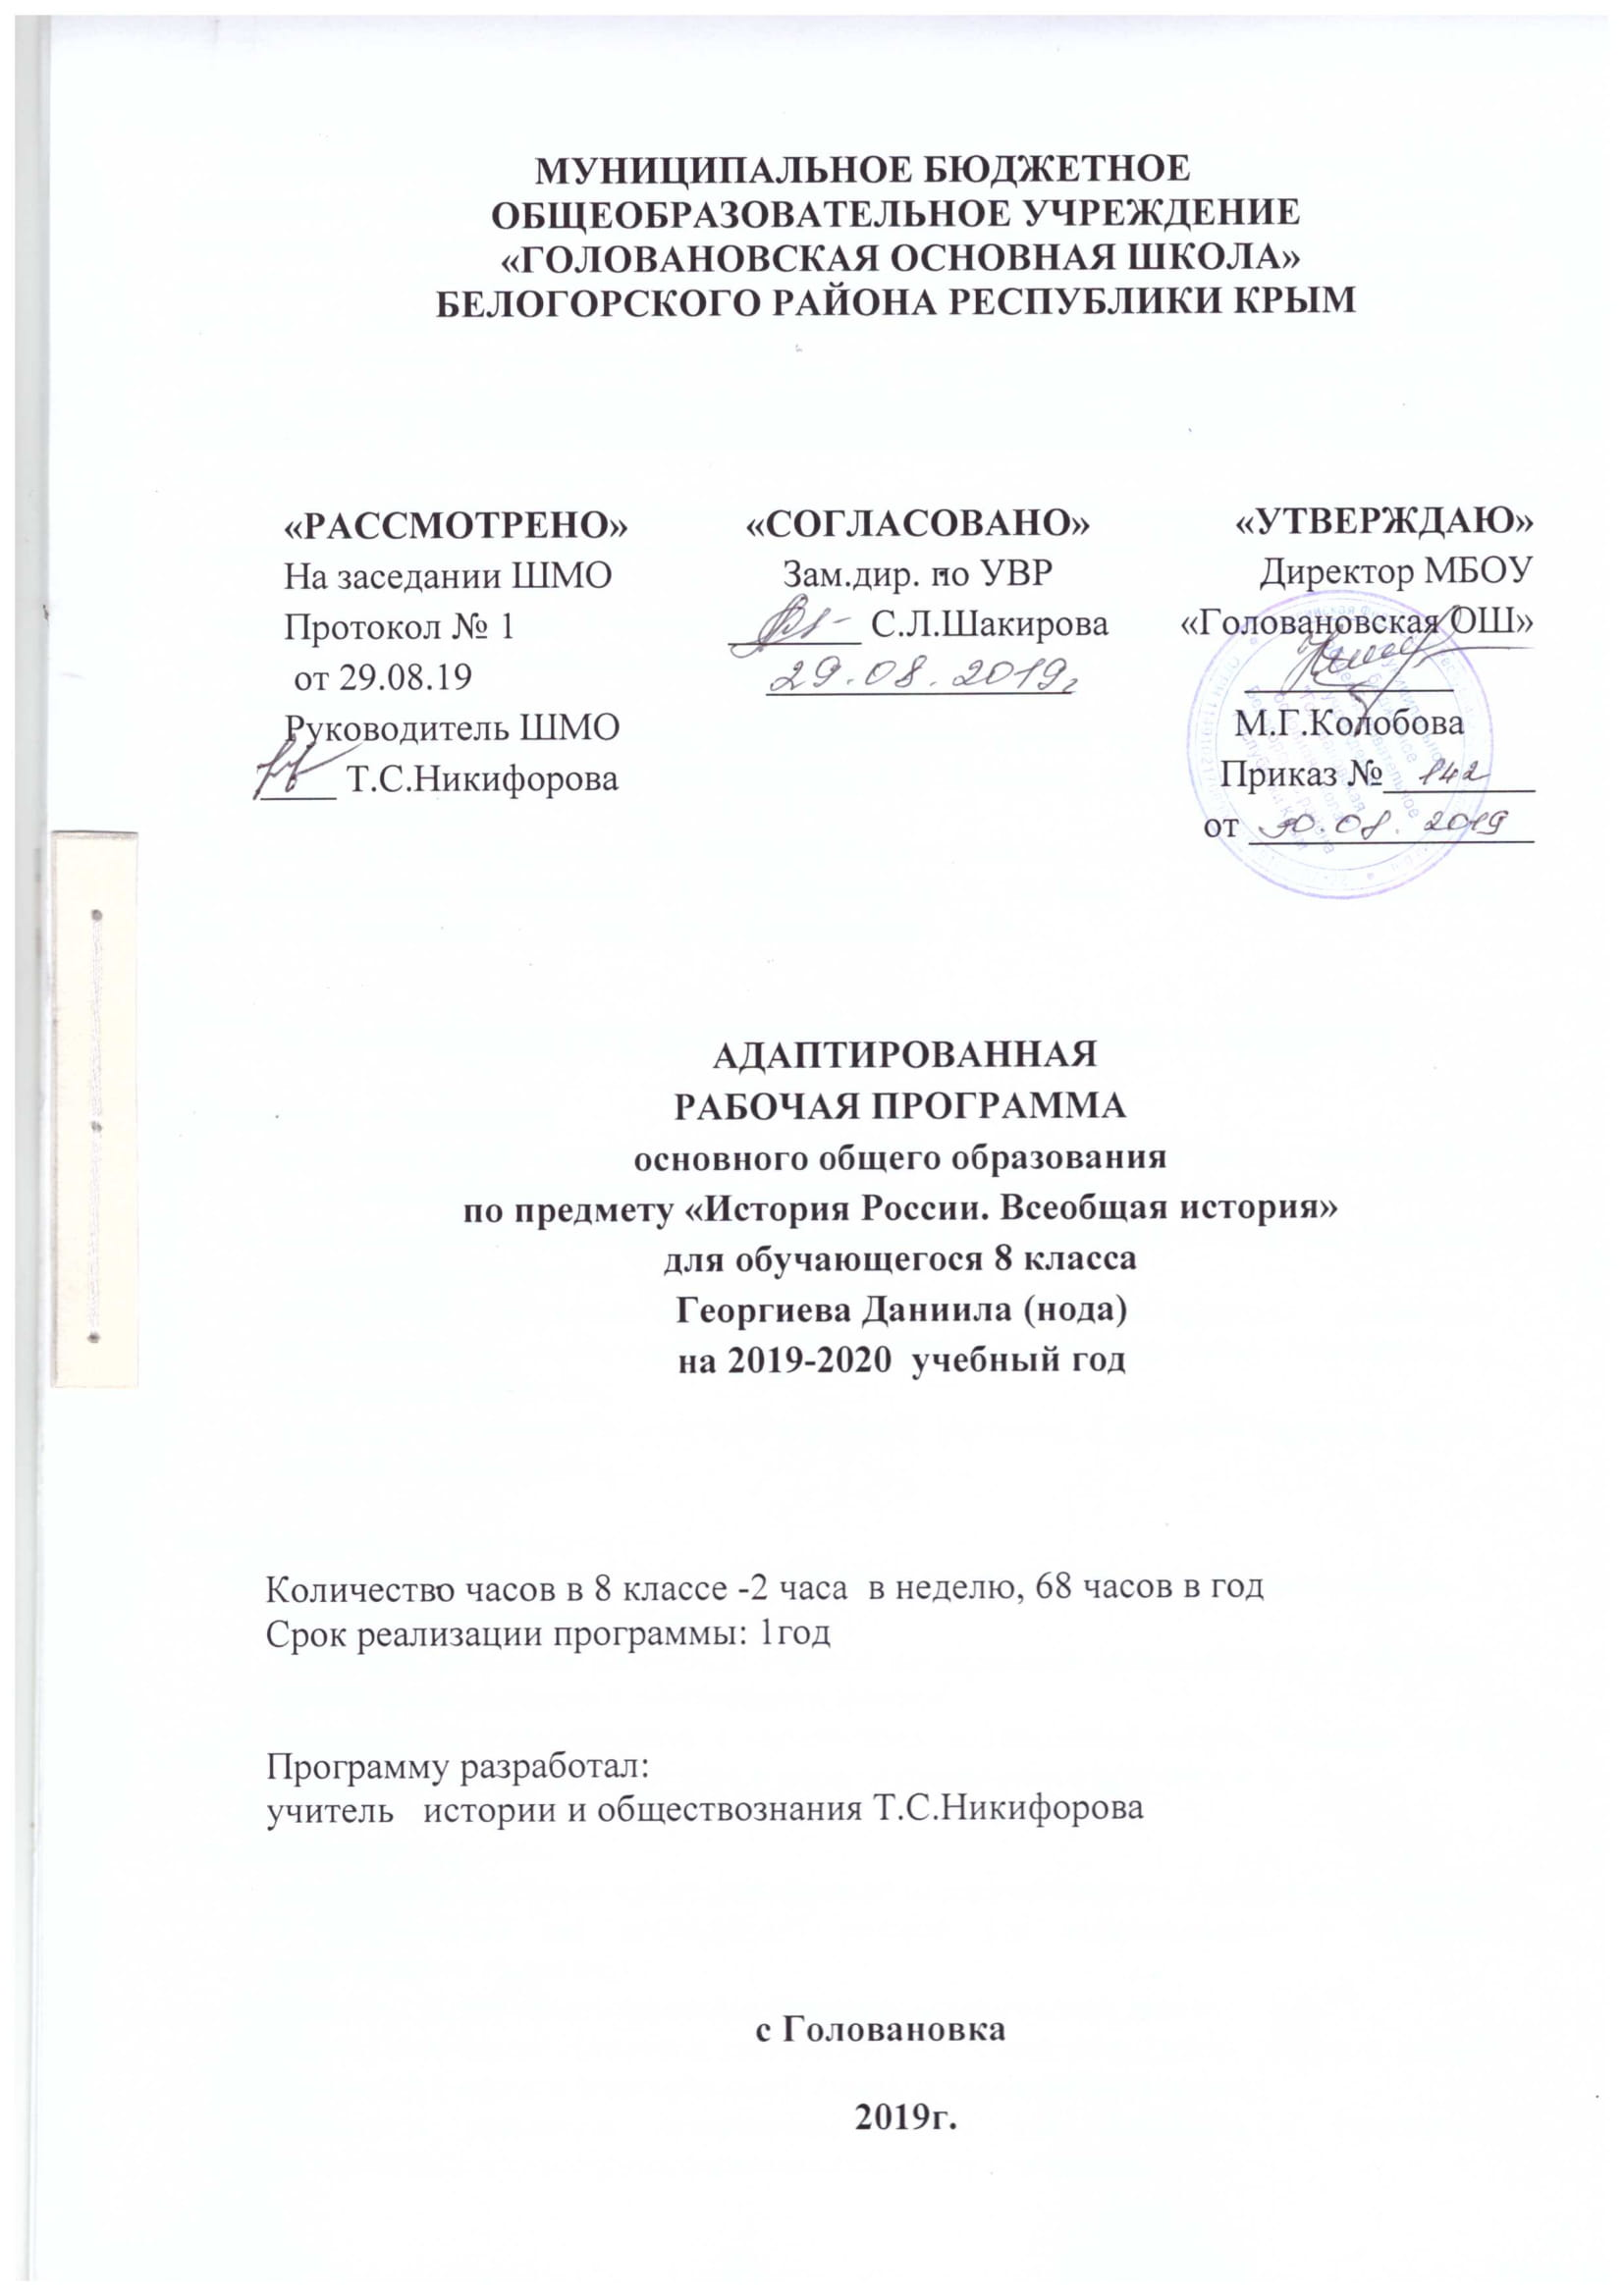 МУНИЦИПАЛЬНОЕ БЮДЖЕТНОЕ
ОБЩЕОБРАЗОВАТЕЛЬНОЕ УЧРЕЖДЕНИЕ
«ГОЛОВАНОВСКАЯ ОСНОВНАЯ ШКОЛА»
БЕЛОГОРСКОГО РАЙОНА РЕСПУБЛИКИ КРЫМ
«РАССМОТРЕНО»
На заседании ШМО
Протокол № 1
от 29.08.19
Руководитель ШМО
____ Т.С.Никифорова
«СОГЛАСОВАНО»
Зам.дир. по УВР
_______ С.Л.Шакирова
29.08.2019г
«УТВЕРЖДАЮ»
Директор МБОУ
«Головановская ОШ»
М.Г.Колобова
Приказ № 142
от 30.08. 2019
АДАПТИРОВАННАЯ
РАБОЧАЯ ПРОГРАММА
основного общего образования
по предмету «История России. Всеобщая история»
для обучающегося 8 класса
Георгиева Даниила (нода)
на 2019-2020 учебный год
Количество часов в 8 классе -2 часа в неделю, 68 часов в год
Срок реализации программы: 1год
Программу разработал:
учитель истории и обществознания Т.С.Никифорова
с Головановка
2019г.